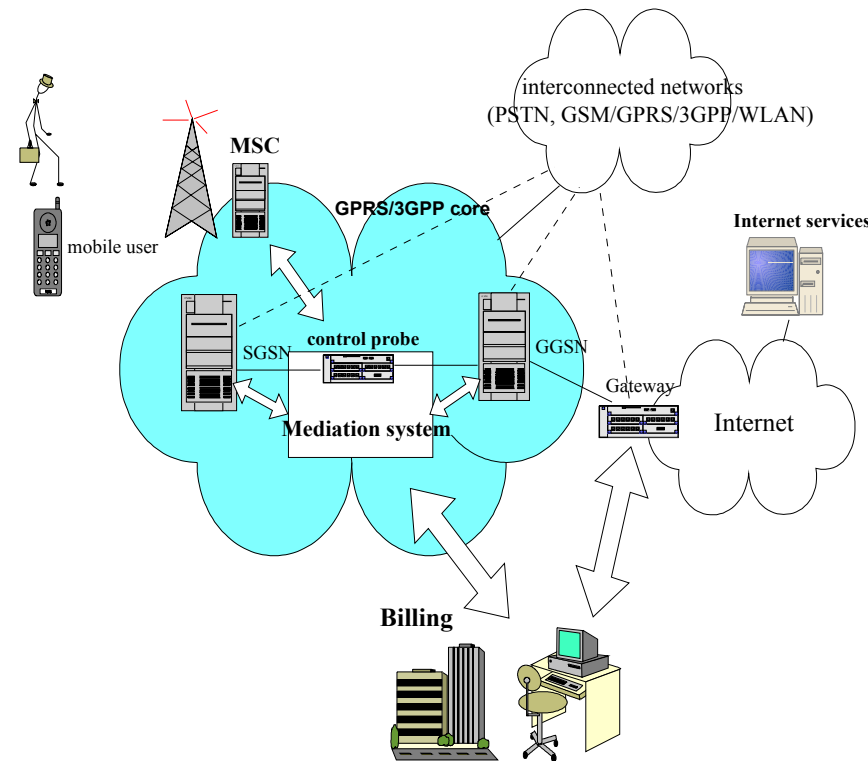 interconnected networks
(PSTN, GSM/GPRS/3GPP/WLAN)
MSC
GPRS/3GPP core
Internet services
mobile user
control probe
SGSN
GGSN
Gateway
Mediation system
Internet
Billing